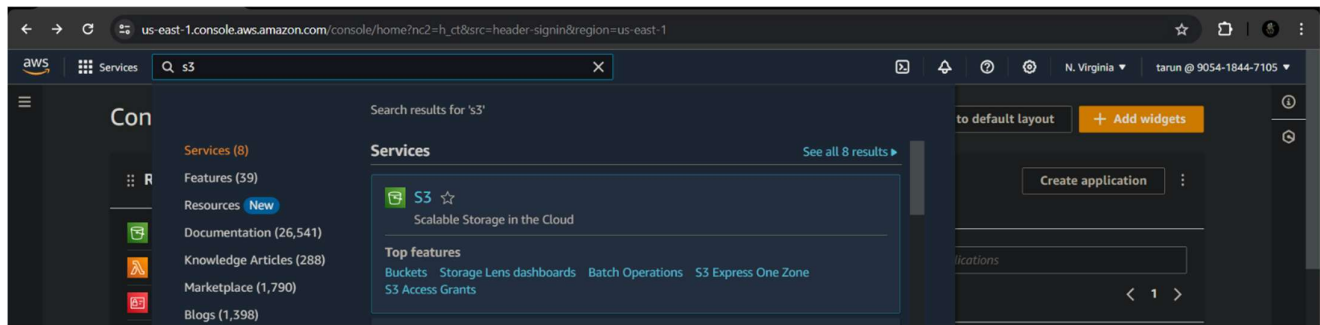 us-east-1.console.aws.amazon.com/console/home?nc2=h_ct&src=header-signin&region=us-east-1
aws Services s3 N. Virginia ▼ tarun @ 9054-1844-7105 ▼
Search results for 's3'
Con to default layout + Add widgets
Services (8) Services See all 8 results ▶
Features (39)
R Create application
Resources New S3
Scalable Storage in the Cloud
Documentation (26,541)
Top features
Knowledge Articles (288)
Buckets Storage Lens dashboards Batch Operations S3 Express One Zone
Marketplace (1,790) S3 Access Grants
< 1 >
Blogs (1,398)